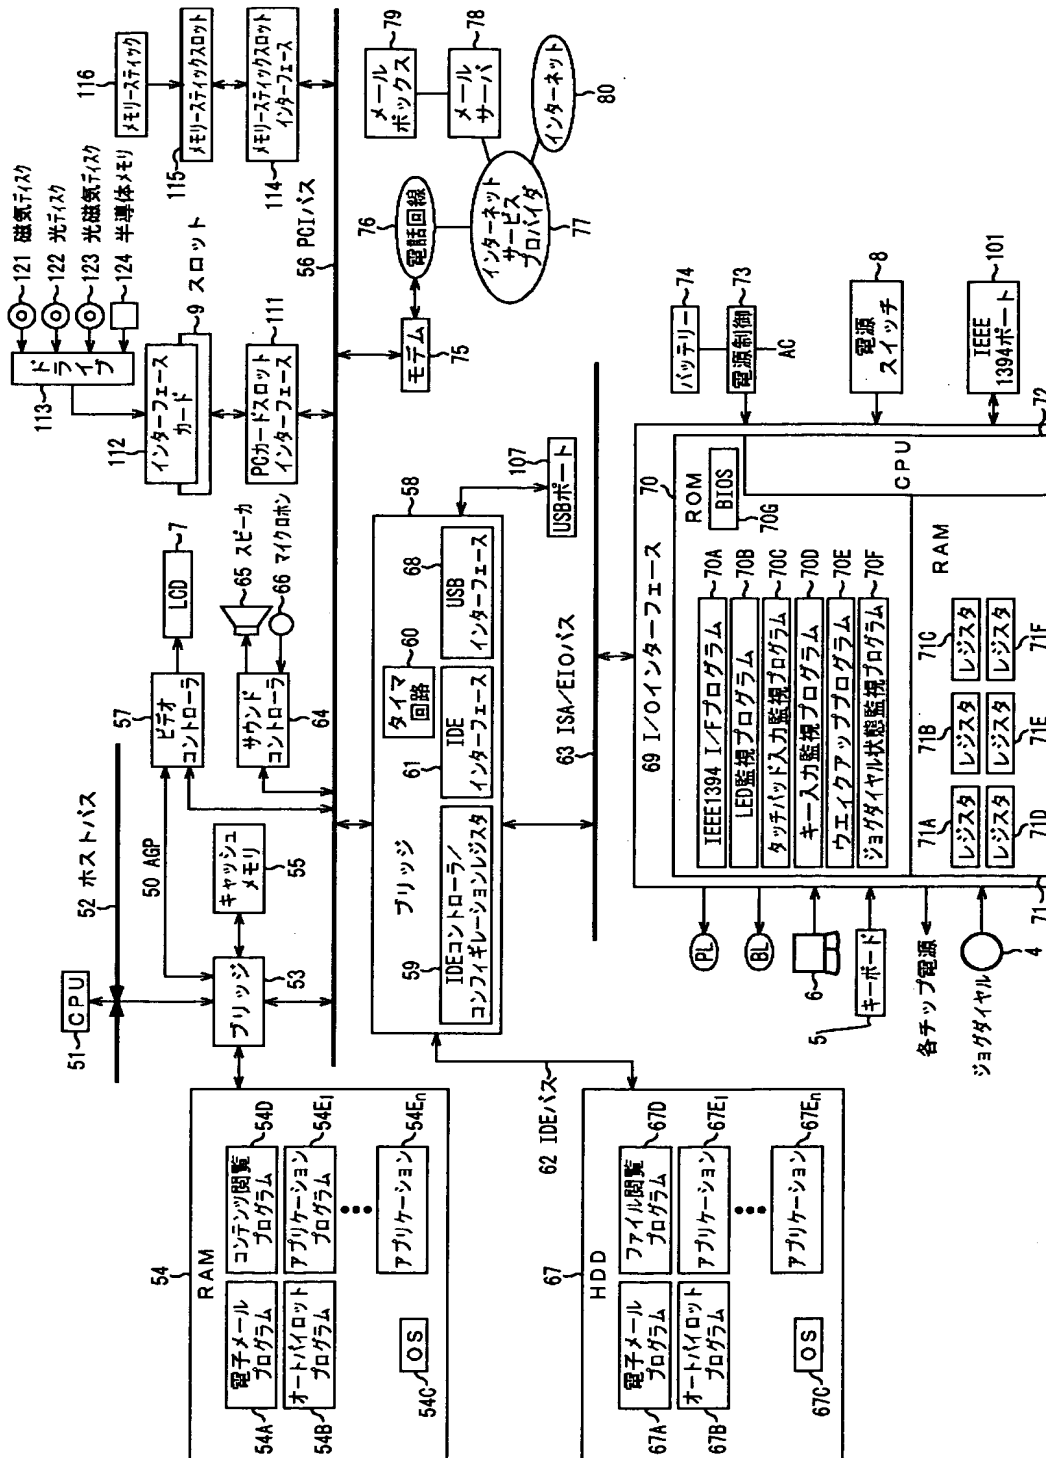 51
CPU
52 ホストバス
50 AGP
ブリッジ
53
キャッシュ
メモリ
55
57
ビデオ
コントローラ
LCD
7
サウンド
コントローラ
64
65 スピーカ
66 マイクロホン
121 磁気ディスク
122 光ディスク
123 光磁気ディスク
124 半導体メモリ
ドライブ
113
112
インターフェース
カード
9 スロット
PCカードスロット
インターフェース
111
116
メモリースティック
115
メモリースティックスロット
114
メモリースティックスロット
インターフェース
56 PCIバス
54
RAM
54A
電子メール
プログラム
54D
コンテンツ閲覧
プログラム
54B
オートパイロット
プログラム
54E1
アプリケーション
プログラム
54C
OS
54En
アプリケーション
58
ブリッジ
59
IDEコントローラ/
コンフィギレーションレジスタ
60
タイマ
回路
61
IDE
インターフェース
68
USB
インターフェース
107
USBポート
75
モデム
76
電話回線
77
インターネット
サービス
プロバイダ
78
メール
サーバ
79
メール
ボックス
80
インターネット
62 IDEバス
63 ISA/EIOバス
67
HDD
67A
電子メール
プログラム
67D
ファイル閲覧
プログラム
67B
オートパイロット
プログラム
67E1
アプリケーション
67C
OS
67En
アプリケーション
69 I/Oインターフェース
70
ROM
BIOS
70G
IEEE1394 I/Fプログラム
70A
LED監視プログラム
70B
タッチパッド入力監視プログラム
70C
キー入力監視プログラム
70D
ウエイクアッププログラム
70E
ジョグダイヤル状態監視プログラム
70F
CPU
72
RAM
71
71A
レジスタ
71B
レジスタ
71C
レジスタ
レジスタ
71D
レジスタ
71E
レジスタ
71F
PL
BL
6
5
キーボード
各チップ電源
ジョグダイヤル
4
74
バッテリー
73
電源制御
AC
8
電源
スイッチ
101
IEEE
1394ポート